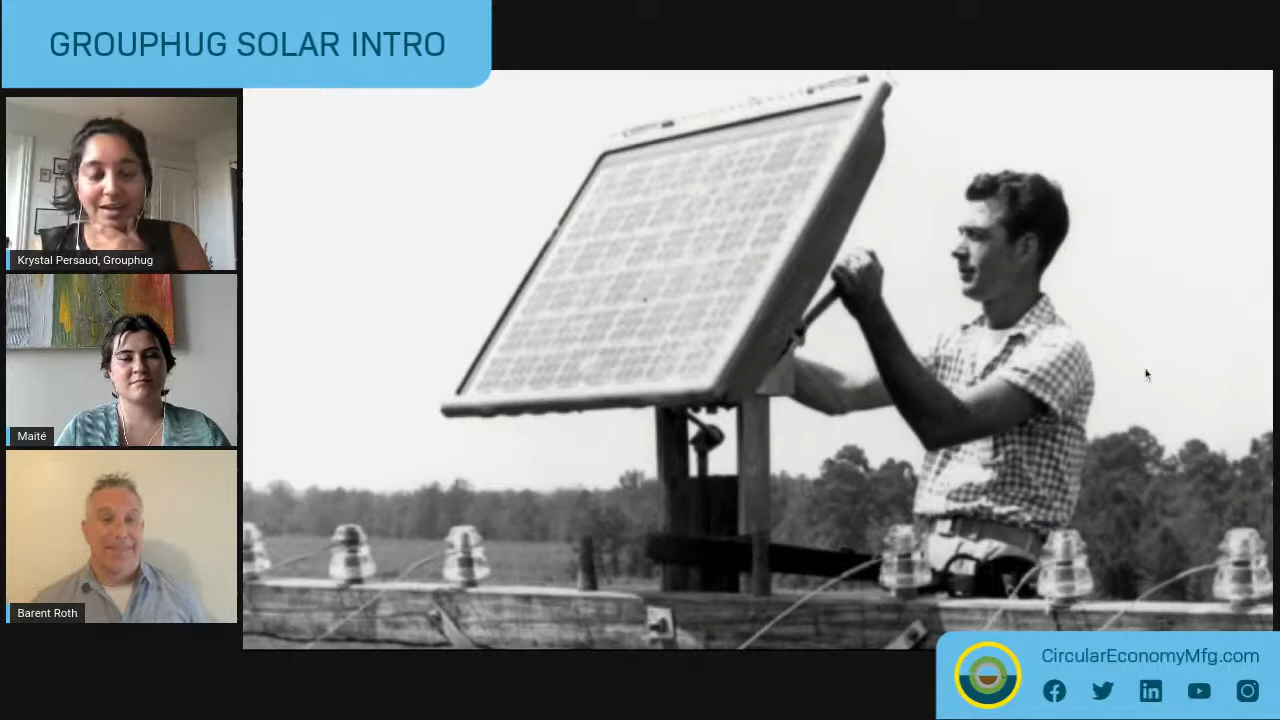 GROUPHUG SOLAR INTRO
Krystal Persaud, Grouphug
Maité
Barent Roth
CircularEconomyMfg.com